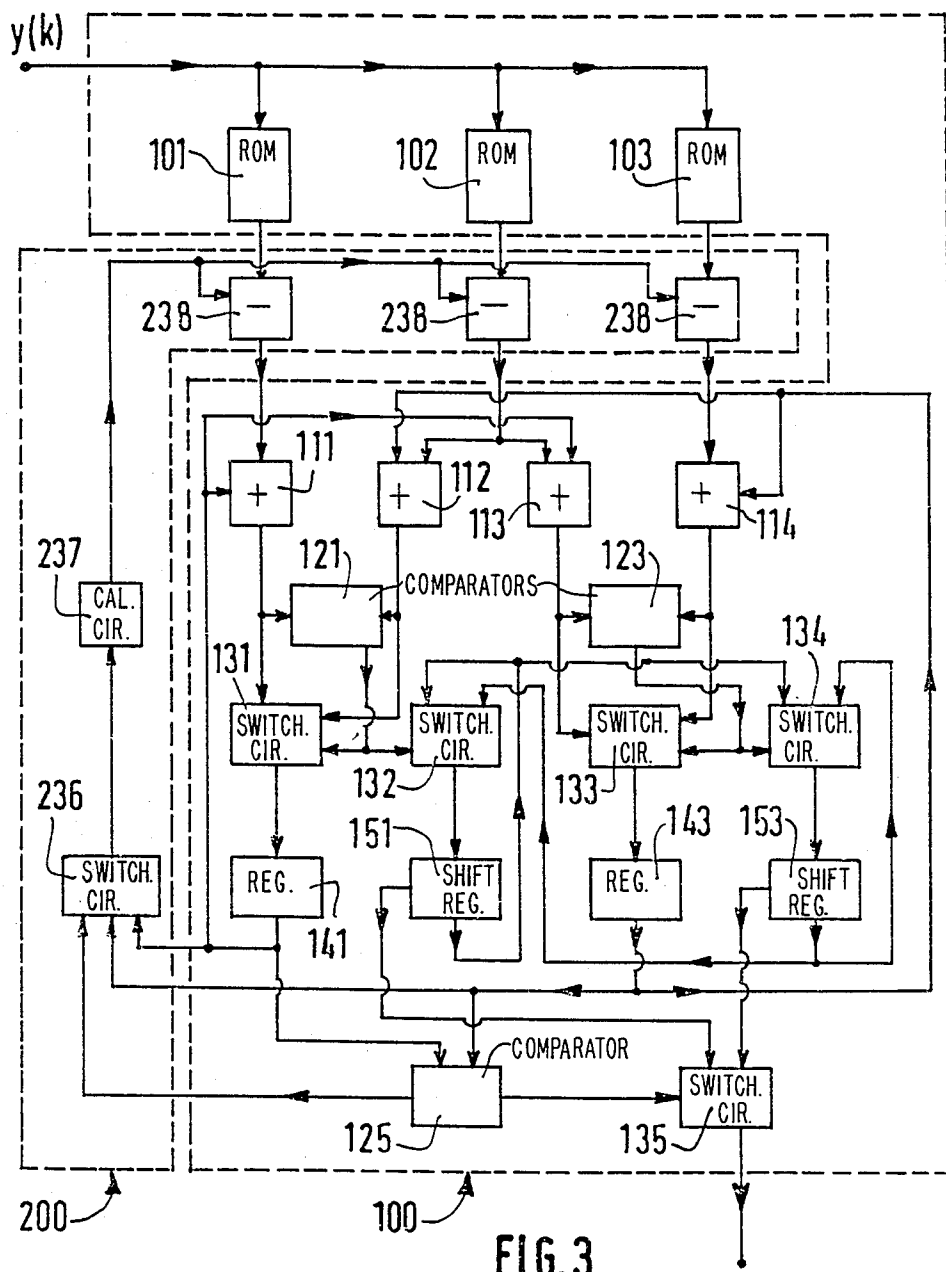 y(k)
ROM
ROM
ROM
101
102
103
−
−
−
238
238
238
+
+
+
+
111
112
113
114
121
COMPARATORS
123
237
CAL.
CIR.
131
134
SWITCH.
CIR.
SWITCH.
CIR.
SWITCH.
CIR.
SWITCH.
CIR.
132
133
236
151
143
153
SWITCH.
CIR.
REG.
SHIFT
REG.
REG.
SHIFT
REG.
141
COMPARATOR
SWITCH.
CIR.
125
135
200
100
FIG.3